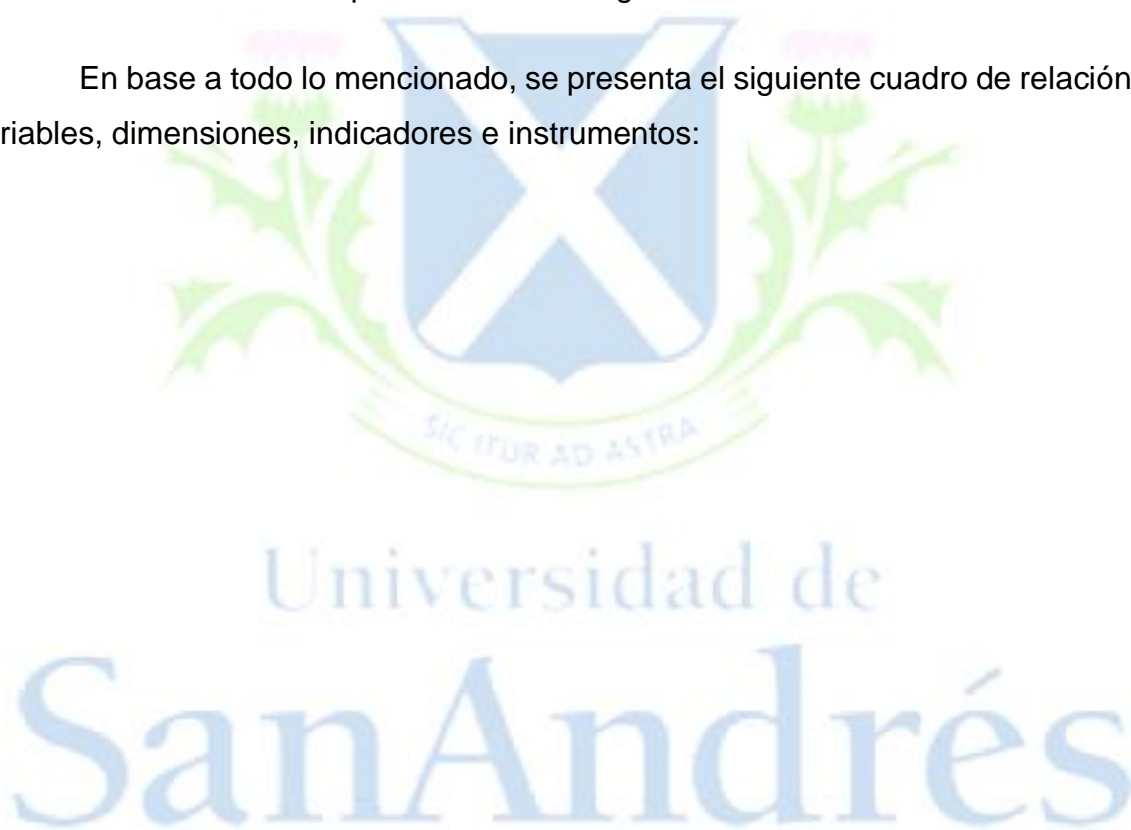 En base a todo lo mencionado, se presenta el siguiente cuadro de relación
riables, dimensiones, indicadores e instrumentos:
SIC ITUR AD ASTRA
Universidad de
SanAndrés